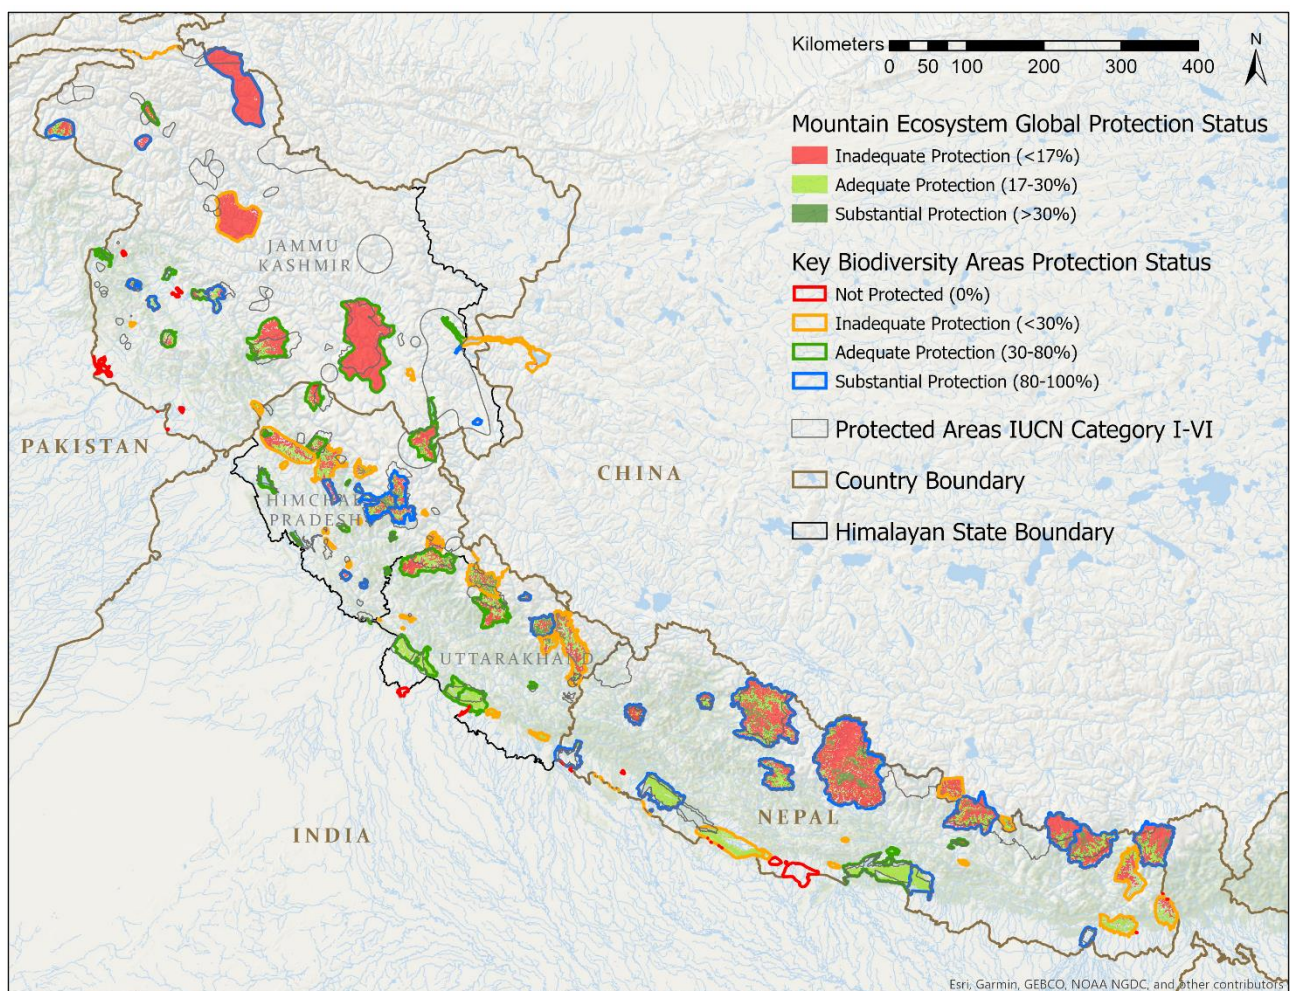 Kilometers
0 50 100 200 300 400
N
Mountain Ecosystem Global Protection Status
Inadequate Protection (<17%)
Adequate Protection (17-30%)
Substantial Protection (>30%)
Key Biodiversity Areas Protection Status
Not Protected (0%)
Inadequate Protection (<30%)
Adequate Protection (30-80%)
Substantial Protection (80-100%)
Protected Areas IUCN Category I-VI
Country Boundary
Himalayan State Boundary
JAMMU
KASHMIR
PAKISTAN
CHINA
HIMCHAL
PRADESH
UTTARAKHAND
NEPAL
INDIA
Esri, Garmin, GEBCO, NOAA NGDC, and other contributors